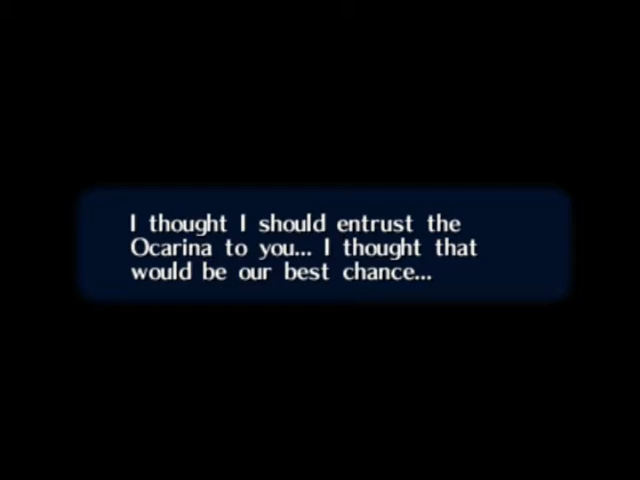 I thought I should entrust the
Ocarina to you... I thought that
would be our best chance...